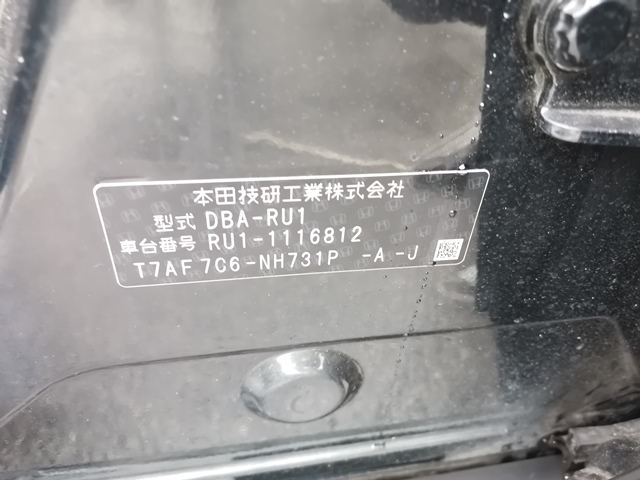 本田技研工業株式会社
型式 DBA-RU1
車台番号 RU1-1116812
T7AF 7C6-NH731P -A -J